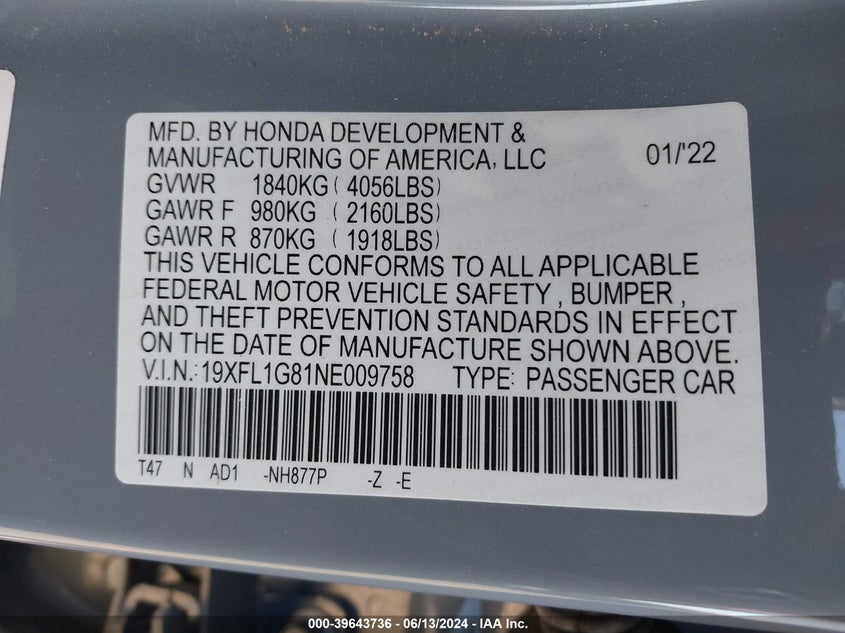 MFD. BY HONDA DEVELOPMENT &
MANUFACTURING OF AMERICA, LLC 01/'22
GVWR 1840KG ( 4056LBS)
GAWR F 980KG ( 2160LBS)
GAWR R 870KG ( 1918LBS)
THIS VEHICLE CONFORMS TO ALL APPLICABLE
FEDERAL MOTOR VEHICLE SAFETY , BUMPER ,
AND THEFT PREVENTION STANDARDS IN EFFECT
ON THE DATE OF MANUFACTURE SHOWN ABOVE.
V.I.N.:19XFL1G81NE009758 TYPE: PASSENGER CAR
T47 N AD1 -NH877P -Z -E
000-39643736 - 06/13/2024 - IAA Inc.